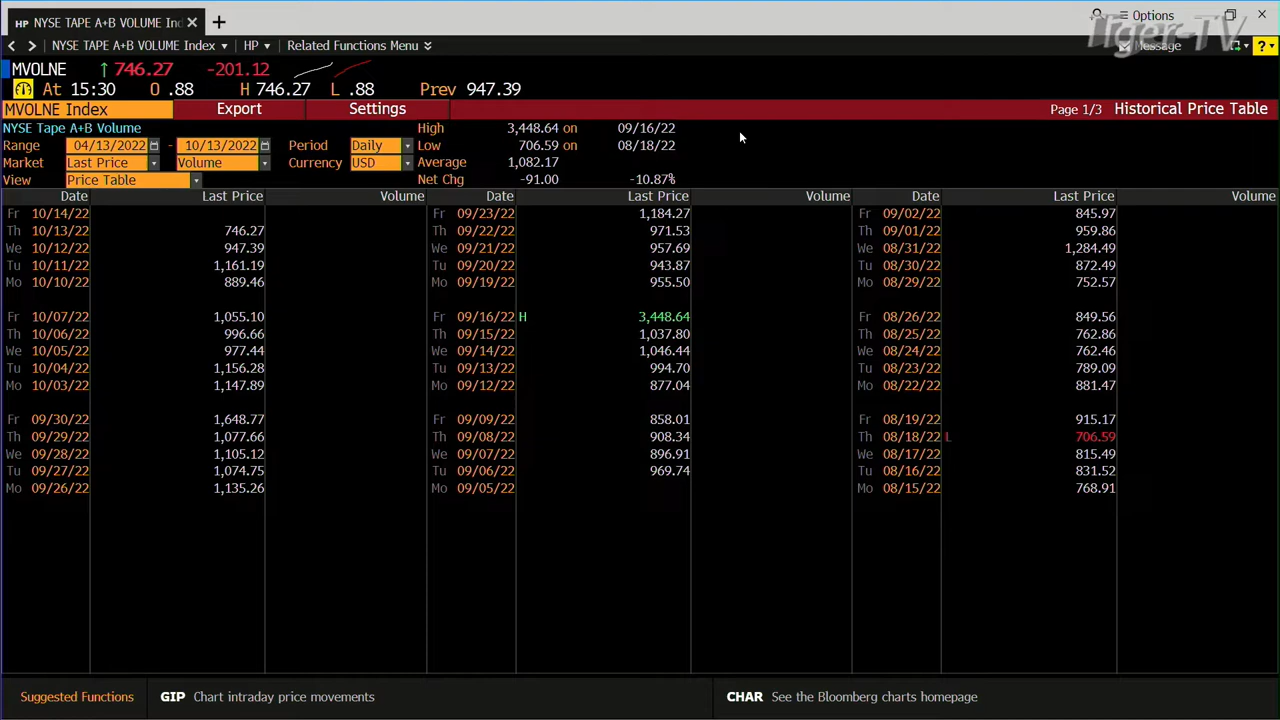 HP NYSE TAPE A+B VOLUME Ind
Tiger-TV
Options
NYSE TAPE A+B VOLUME Index HP Related Functions Menu Message ?
MVOLNE ↑ 746.27 -201.12
At 15:30 O .88 H 746.27 L .88 Prev 947.39
MVOLNE Index Export Settings Page 1/3 Historical Price Table
NYSE Tape A+B Volume High 3,448.64 on 09/16/22
Range 04/13/2022 - 10/13/2022 Period Daily Low 706.59 on 08/18/22
Market Last Price Volume Currency USD Average 1,082.17
View Price Table Net Chg -91.00 -10.87%
Date Last Price Volume Date Last Price Volume Date Last Price Volume
Fr 10/14/22 Fr 09/23/22 1,184.27 Fr 09/02/22 845.97
Th 10/13/22 746.27 Th 09/22/22 971.53 Th 09/01/22 959.86
We 10/12/22 947.39 We 09/21/22 957.69 We 08/31/22 1,284.49
Tu 10/11/22 1,161.19 Tu 09/20/22 943.87 Tu 08/30/22 872.49
Mo 10/10/22 889.46 Mo 09/19/22 955.50 Mo 08/29/22 752.57
Fr 10/07/22 1,055.10 Fr 09/16/22 H 3,448.64 Fr 08/26/22 849.56
Th 10/06/22 996.66 Th 09/15/22 1,037.80 Th 08/25/22 762.86
We 10/05/22 977.44 We 09/14/22 1,046.44 We 08/24/22 762.46
Tu 10/04/22 1,156.28 Tu 09/13/22 994.70 Tu 08/23/22 789.09
Mo 10/03/22 1,147.89 Mo 09/12/22 877.04 Mo 08/22/22 881.47
Fr 09/30/22 1,648.77 Fr 09/09/22 858.01 Fr 08/19/22 915.17
Th 09/29/22 1,077.66 Th 09/08/22 908.34 Th 08/18/22 L 706.59
We 09/28/22 1,105.12 We 09/07/22 896.91 We 08/17/22 815.49
Tu 09/27/22 1,074.75 Tu 09/06/22 969.74 Tu 08/16/22 831.52
Mo 09/26/22 1,135.26 Mo 09/05/22 Mo 08/15/22 768.91
Suggested Functions GIP Chart intraday price movements CHAR See the Bloomberg charts homepage